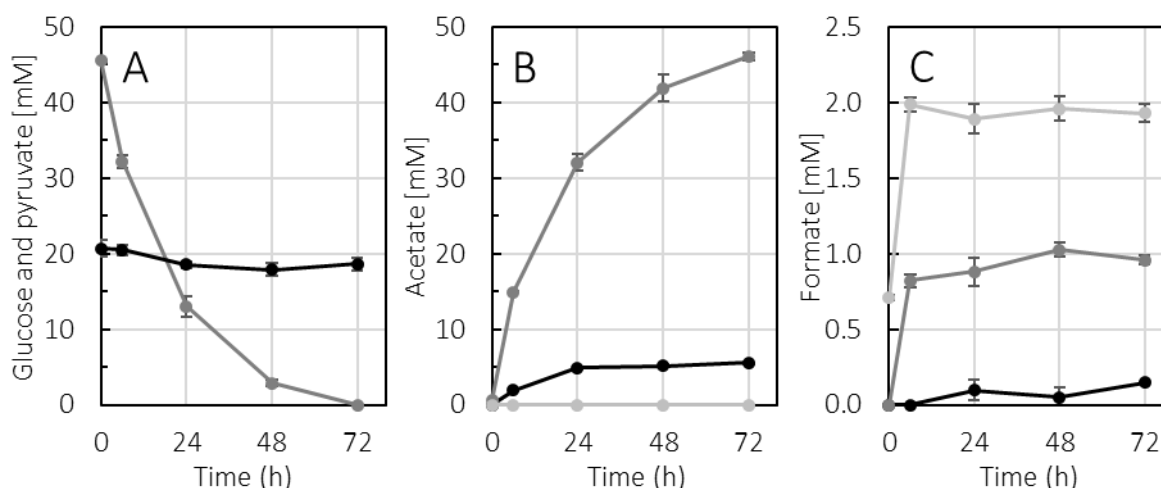 Glucose and pyruvate [mM]
50
40
30
20
10
0
A
0 24 48 72
Time (h)
Acetate [mM]
50
40
30
20
10
0
B
0 24 48 72
Time (h)
Formate [mM]
2.5
2.0
1.5
1.0
0.5
0.0
C
0 24 48 72
Time (h)